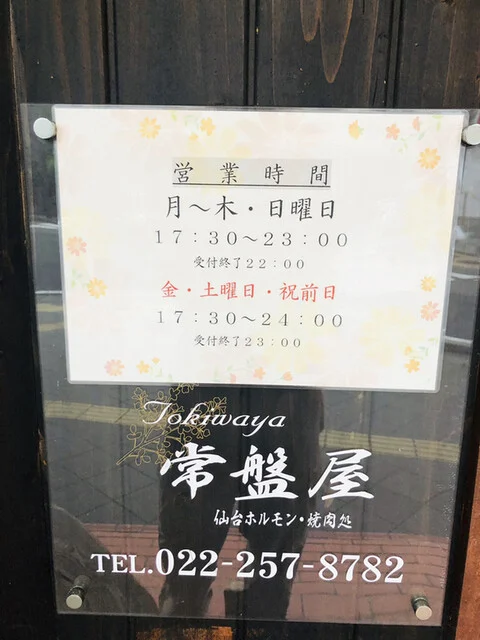 営業時間
月～木・日曜日
17：30～23：00
受付終了22：00
金・土曜日・祝前日
17：30～24：00
受付終了23：00
Tokiwaya
常盤屋
仙台ホルモン・焼肉処
TEL.022-257-8782